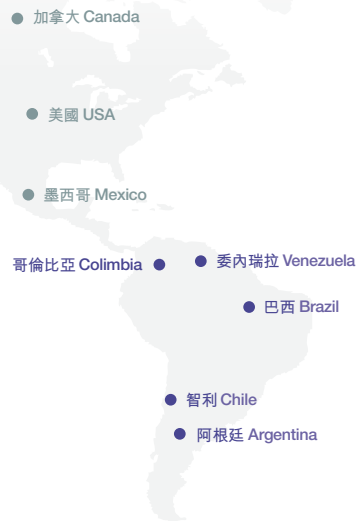 加拿大 Canada
美國 USA
墨西哥 Mexico
哥倫比亞 Colimbia
委內瑞拉 Venezuela
巴西 Brazil
智利 Chile
阿根廷 Argentina